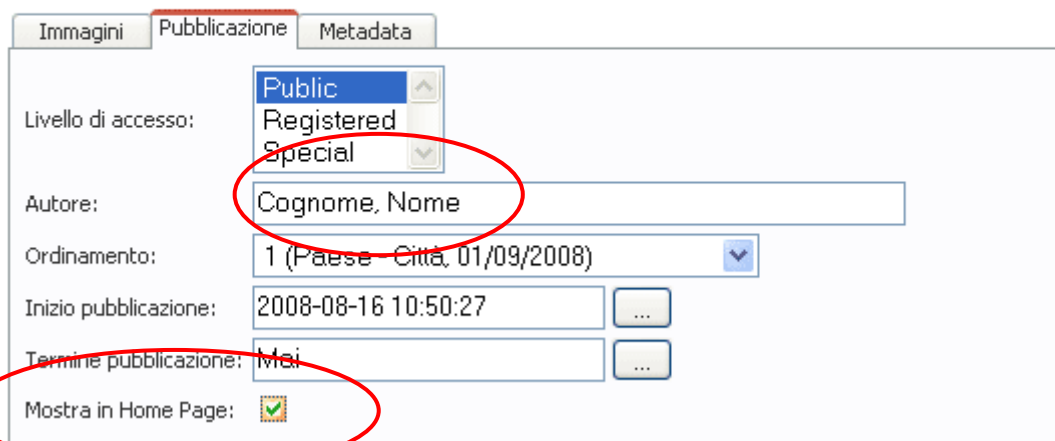 Immagini Pubblicazione Metadata
Livello di accesso:
Public
Registered
Special
Autore: Cognome, Nome
Ordinamento: 1 (Paese - Città, 01/09/2008)
Inizio pubblicazione: 2008-08-16 10:50:27 ...
Termine pubblicazione: Mai ...
Mostra in Home Page: